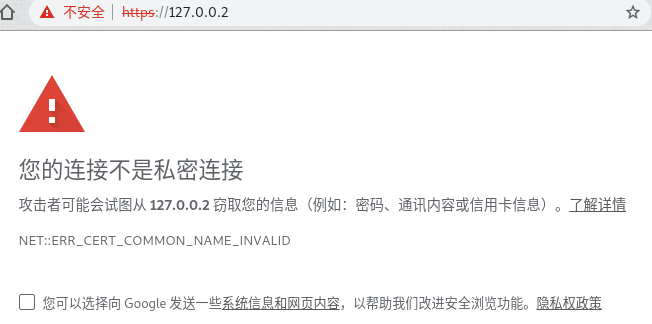 不安全 | https://127.0.0.2
您的连接不是私密连接
攻击者可能会试图从 127.0.0.2 窃取您的信息（例如：密码、通讯内容或信用卡信息）。了解详情
NET::ERR_CERT_COMMON_NAME_INVALID
您可以选择向 Google 发送一些系统信息和网页内容，以帮助我们改进安全浏览功能。隐私权政策